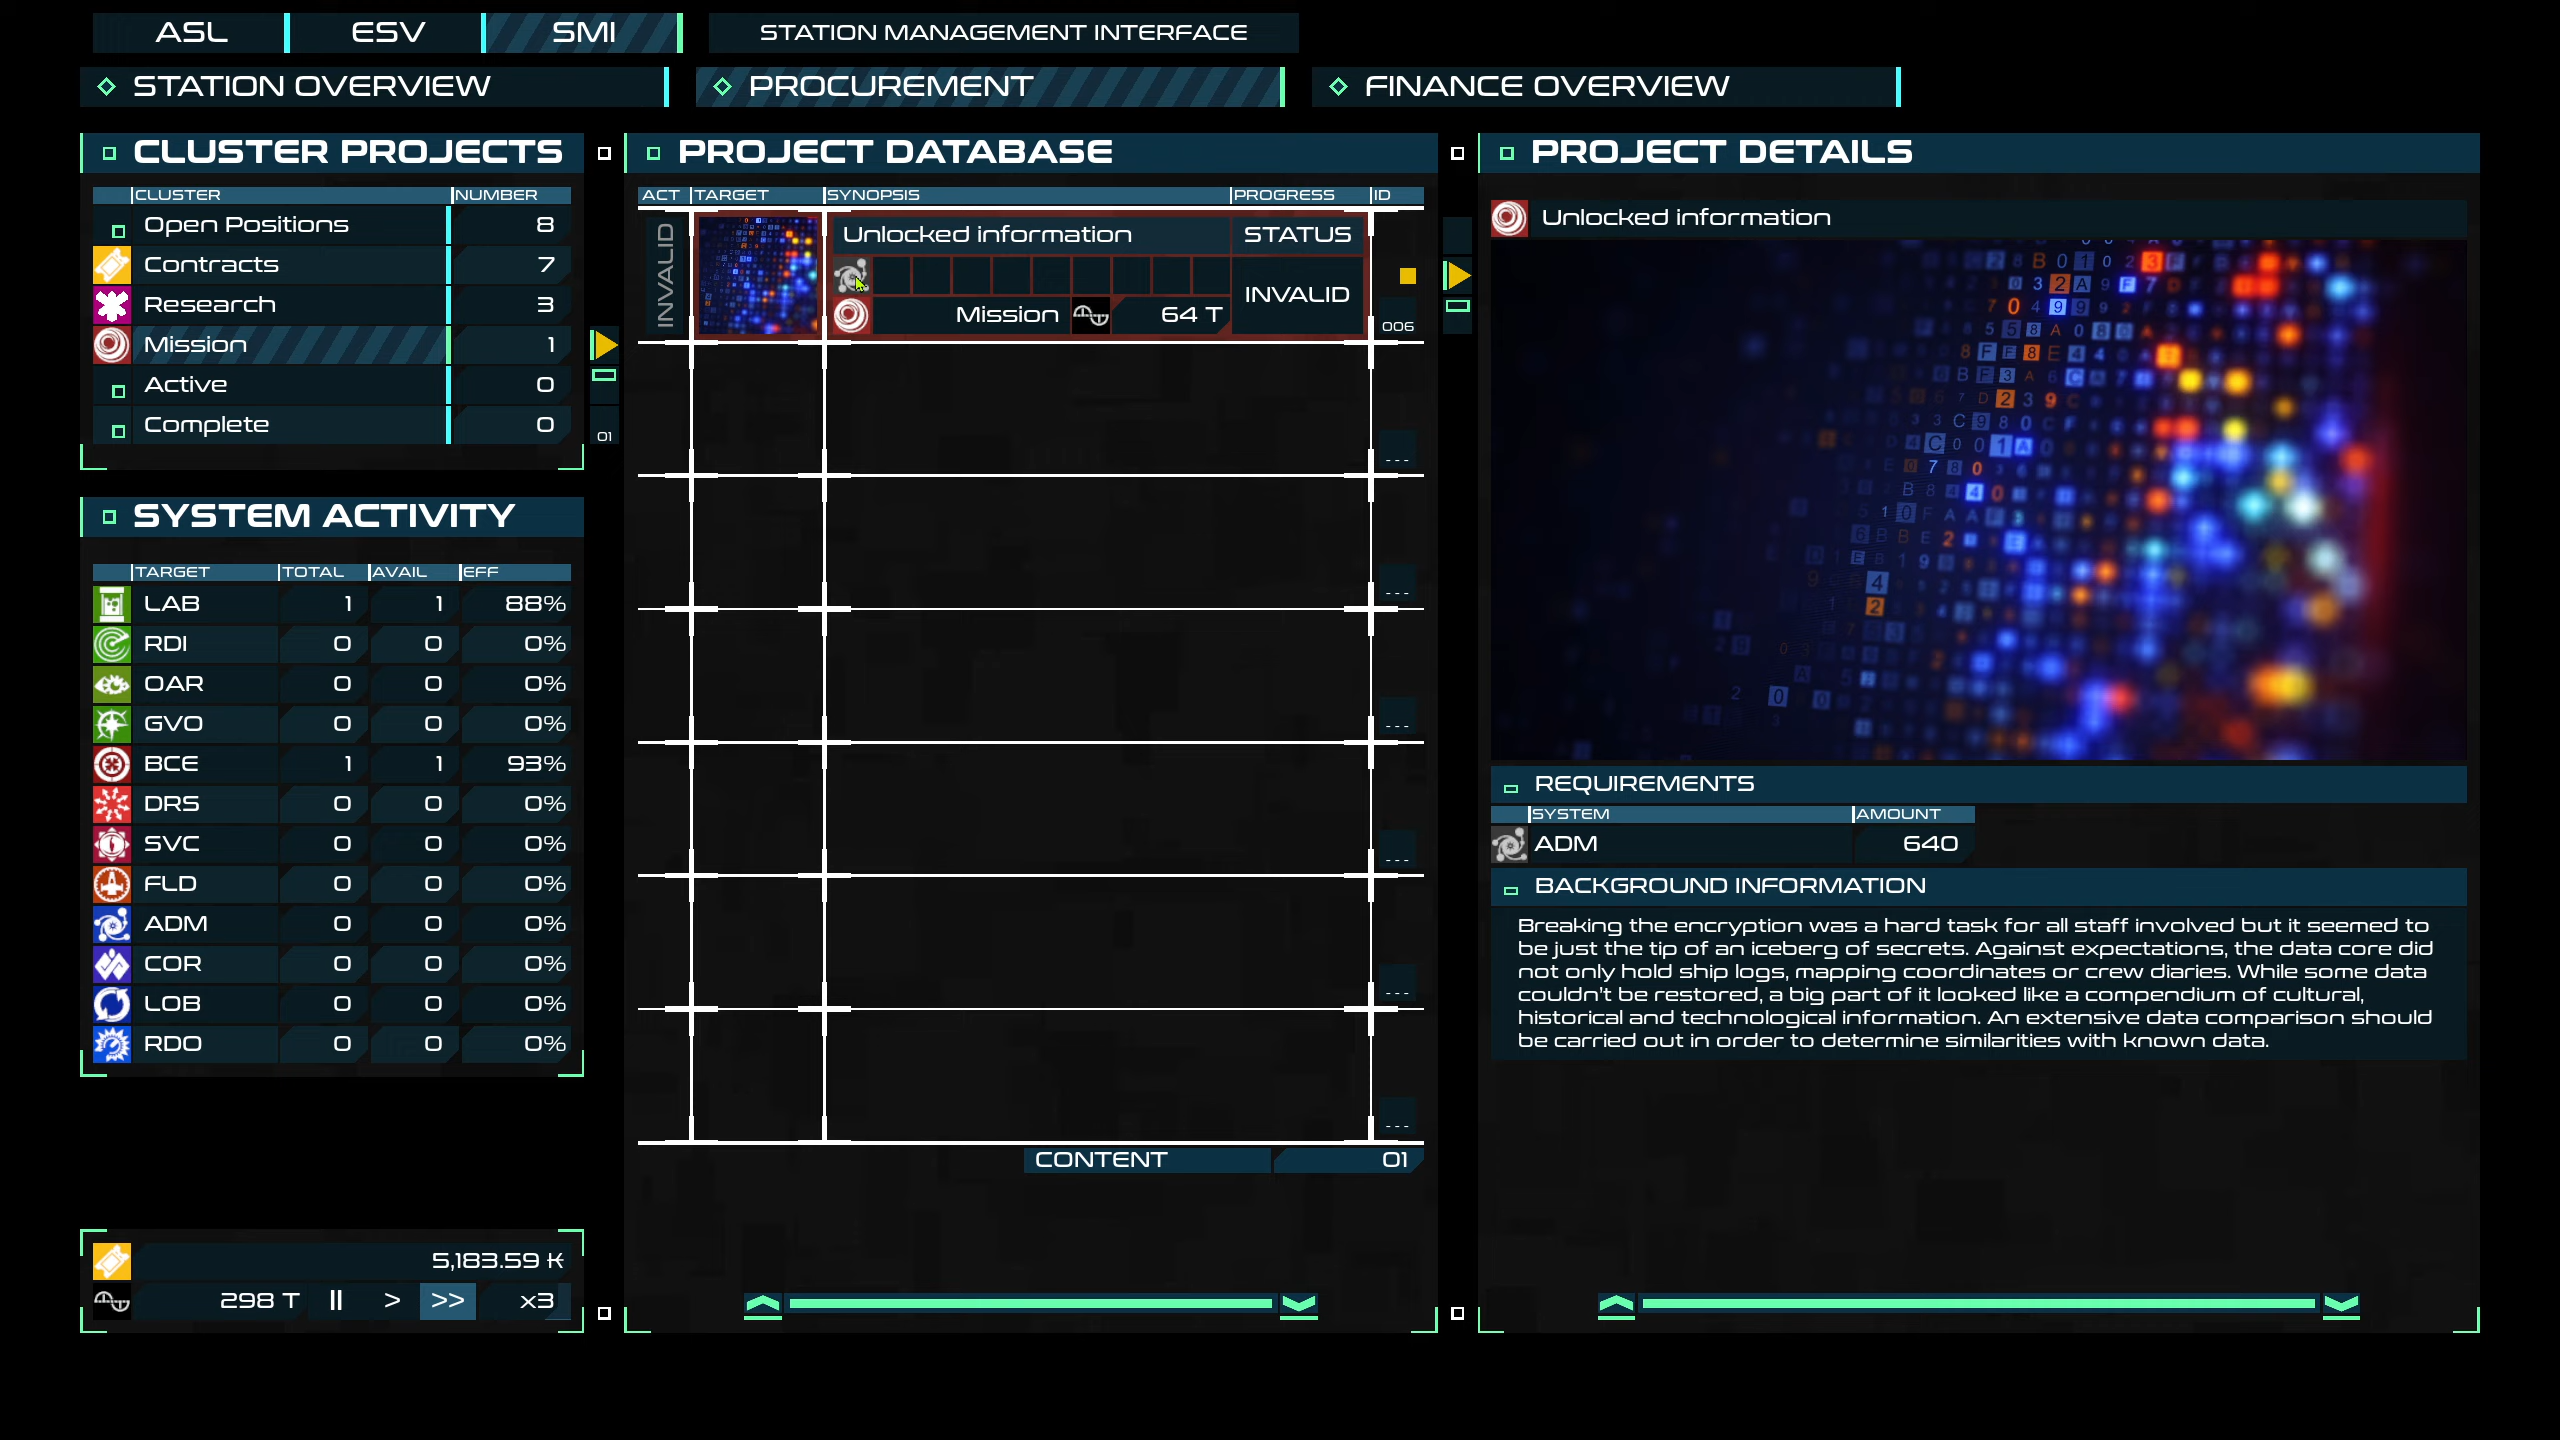 ASL
ESV
SMI
STATION MANAGEMENT INTERFACE
STATION OVERVIEW
PROCUREMENT
FINANCE OVERVIEW
CLUSTER PROJECTS
CLUSTER NUMBER
Open Positions 8
Contracts 7
Research 3
Mission 1
Active 0
Complete 0
01
SYSTEM ACTIVITY
TARGET TOTAL AVAIL EFF
LAB 1 1 88%
RDI 0 0 0%
OAR 0 0 0%
GVO 0 0 0%
BCE 1 1 93%
DRS 0 0 0%
SVC 0 0 0%
FLD 0 0 0%
ADM 0 0 0%
COR 0 0 0%
LOB 0 0 0%
RDO 0 0 0%
5,183.59 K
298 T || > >> x3
PROJECT DATABASE
ACT TARGET SYNOPSIS PROGRESS ID
INVALID
Unlocked information STATUS
INVALID
Mission 64 T
006
---
---
---
---
---
---
CONTENT 01
PROJECT DETAILS
Unlocked information
REQUIREMENTS
SYSTEM AMOUNT
ADM 640
BACKGROUND INFORMATION
Breaking the encryption was a hard task for all staff involved but it seemed to
be just the tip of an iceberg of secrets. Against expectations, the data core did
not only hold ship logs, mapping coordinates or crew diaries. While some data
couldn't be restored, a big part of it looked like a compendium of cultural,
historical and technological information. An extensive data comparison should
be carried out in order to determine similarities with known data.